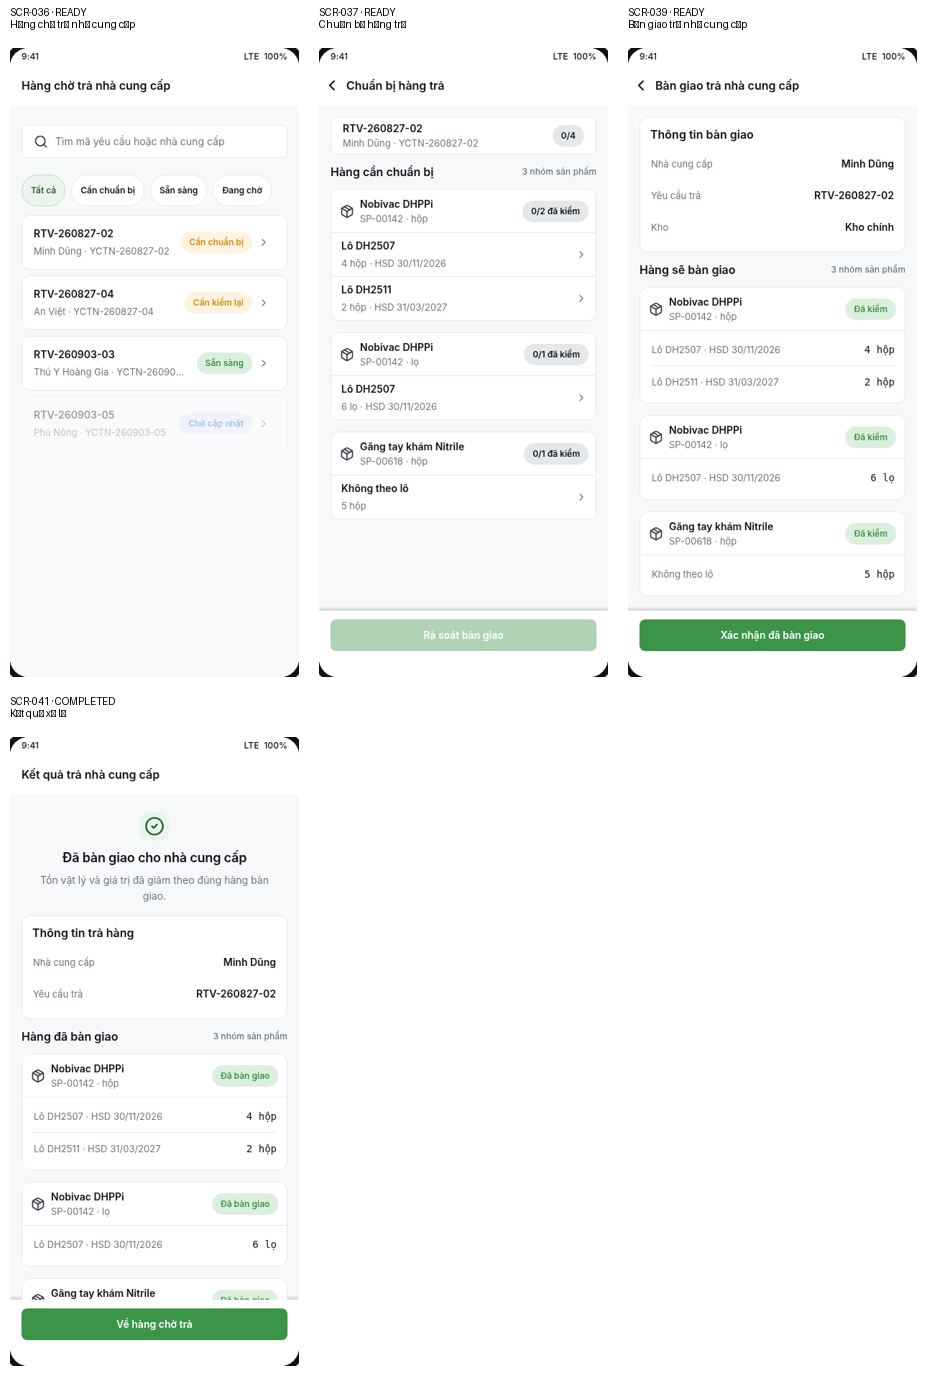 SCR-036 · READY
SCR-037 · READY
SCR-039 · READY
9:41
LTE 100%
Hàng chờ trả nhà cung cấp
Tìm mã yêu cầu hoặc nhà cung cấp
Tất cả
Cần chuẩn bị
Sẵn sàng
Đang chờ
RTV-260827-02
Minh Dũng · YCTN-260827-02
Cần chuẩn bị
RTV-260827-04
An Việt · YCTN-260827-04
Cần kiểm lại
RTV-260903-03
Thú Y Hoàng Gia · YCTN-26090...
Sẵn sàng
RTV-260903-05
Phú Nông · YCTN-260903-05
Chờ cập nhật
9:41
LTE 100%
Chuẩn bị hàng trả
RTV-260827-02
Minh Dũng · YCTN-260827-02
0/4
Hàng cần chuẩn bị
3 nhóm sản phẩm
Nobivac DHPPi
SP-00142 · hộp
0/2 đã kiểm
Lô DH2507
4 hộp · HSD 30/11/2026
Lô DH2511
2 hộp · HSD 31/03/2027
Nobivac DHPPi
SP-00142 · lọ
0/1 đã kiểm
Lô DH2507
6 lọ · HSD 30/11/2026
Găng tay khám Nitrile
SP-00618 · hộp
0/1 đã kiểm
Không theo lô
5 hộp
Rà soát bàn giao
9:41
LTE 100%
Bàn giao trả nhà cung cấp
Thông tin bàn giao
Nhà cung cấp
Minh Dũng
Yêu cầu trả
RTV-260827-02
Kho
Kho chính
Hàng sẽ bàn giao
3 nhóm sản phẩm
Nobivac DHPPi
SP-00142 · hộp
Đã kiểm
Lô DH2507 · HSD 30/11/2026
4 hộp
Lô DH2511 · HSD 31/03/2027
2 hộp
Nobivac DHPPi
SP-00142 · lọ
Đã kiểm
Lô DH2507 · HSD 30/11/2026
6 lọ
Găng tay khám Nitrile
SP-00618 · hộp
Đã kiểm
Không theo lô
5 hộp
Xác nhận đã bàn giao
SCR-041 · COMPLETED
9:41
LTE 100%
Kết quả trả nhà cung cấp
Đã bàn giao cho nhà cung cấp
Tồn vật lý và giá trị đã giảm theo đúng hàng bàn
giao.
Thông tin trả hàng
Nhà cung cấp
Minh Dũng
Yêu cầu trả
RTV-260827-02
Hàng đã bàn giao
3 nhóm sản phẩm
Nobivac DHPPi
SP-00142 · hộp
Đã bàn giao
Lô DH2507 · HSD 30/11/2026
4 hộp
Lô DH2511 · HSD 31/03/2027
2 hộp
Nobivac DHPPi
SP-00142 · lọ
Đã bàn giao
Lô DH2507 · HSD 30/11/2026
6 lọ
Găng tay khám Nitrile
Đã bàn giao
Về hàng chờ trả